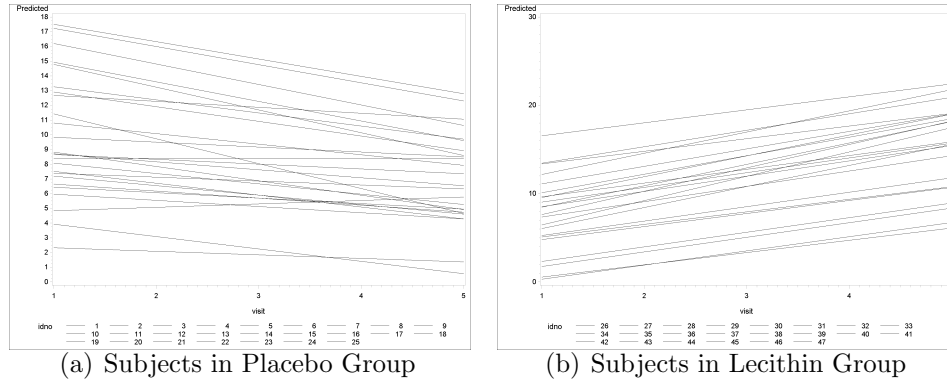 Predicted
18
17
16
15
14
13
12
11
10
9
8
7
6
5
4
3
2
1
0
1 2 3 4 5
visit
idno 1 2 3 4 5 6 7 8 9
10 11 12 13 14 15 16 17 18
19 20 21 22 23 24 25
(a) Subjects in Placebo Group
Predicted
30
20
10
0
1 2 3 4
visit
idno 26 27 28 29 30 31 32 33
34 35 36 37 38 39 40 41
42 43 44 45 46 47
(b) Subjects in Lecithin Group